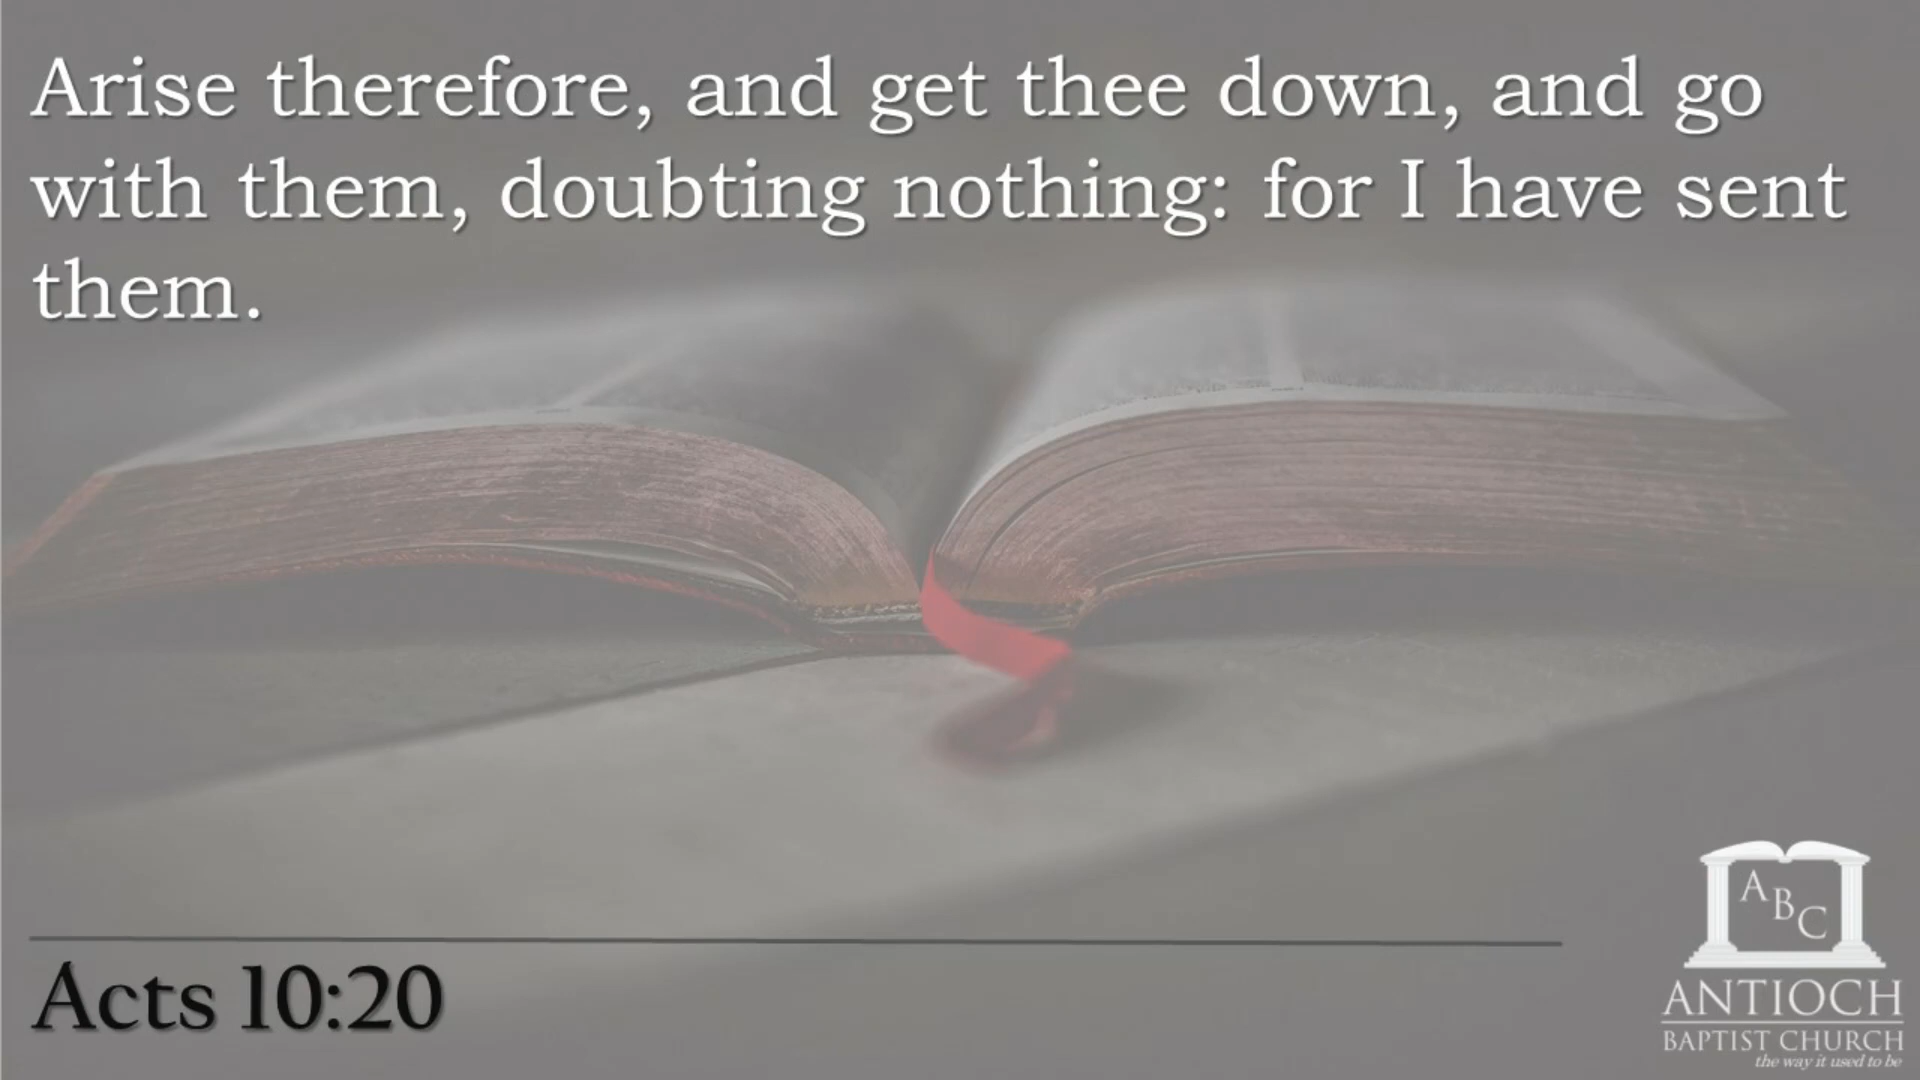 Arise therefore, and get thee down, and go
with them, doubting nothing: for I have sent
them.
Acts 10:20
A B C
ANTIOCH
BAPTIST CHURCH
the way it used to be